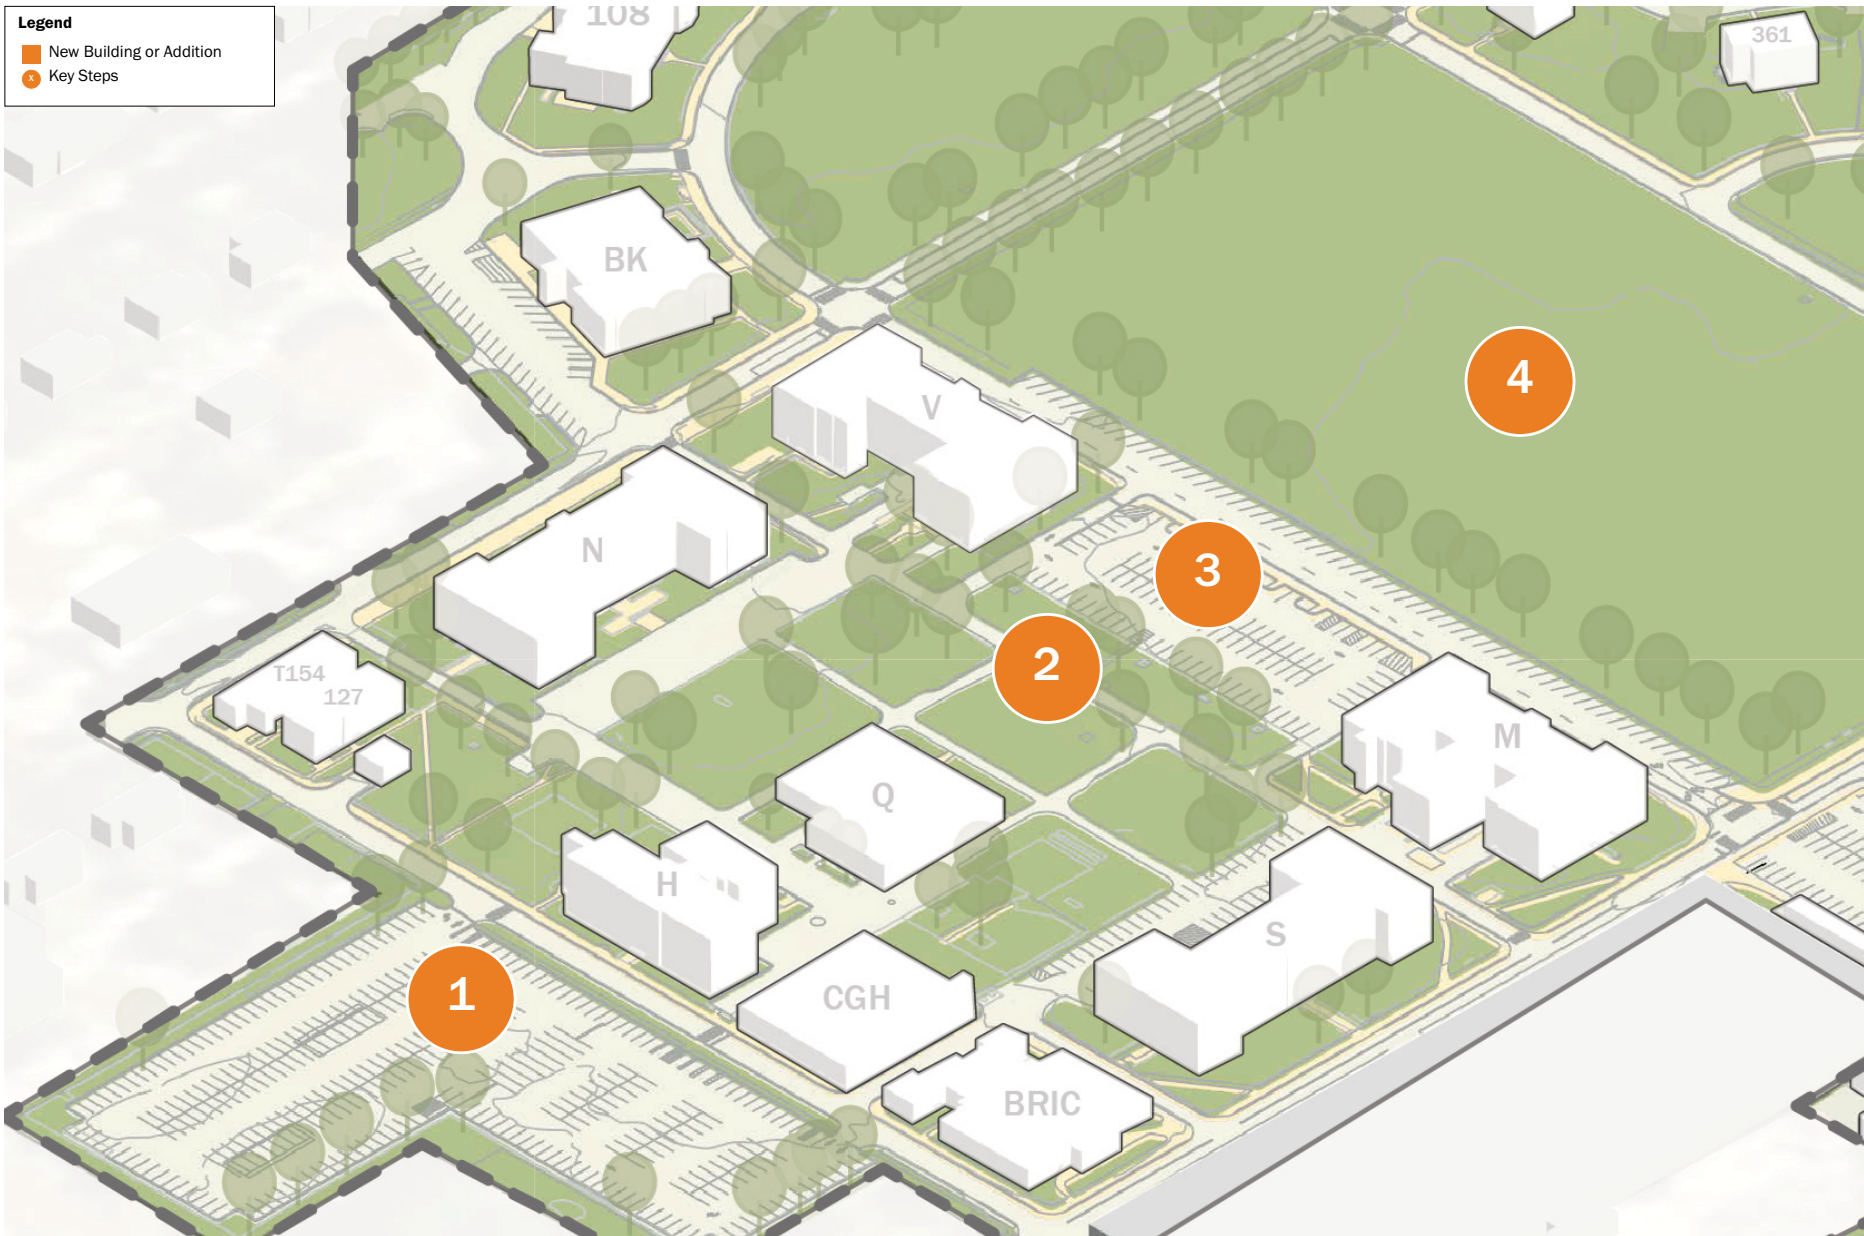 Legend
New Building or Addition
x Key Steps
108
361
BK
V
4
N
3
T154
127
2
M
Q
H
S
1
CGH
BRIC